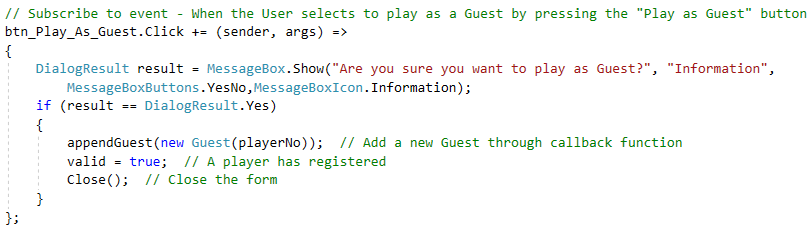 // Subscribe to event - When the User selects to play as a Guest by pressing the "Play as Guest" button
btn_Play_As_Guest.Click += (sender, args) =>
{
    DialogResult result = MessageBox.Show("Are you sure you want to play as Guest?", "Information",
        MessageBoxButtons.YesNo,MessageBoxIcon.Information);
    if (result == DialogResult.Yes)
    {
        appendGuest(new Guest(playerNo));  // Add a new Guest through callback function
        valid = true;  // A player has registered
        Close();  // Close the form
    }
};